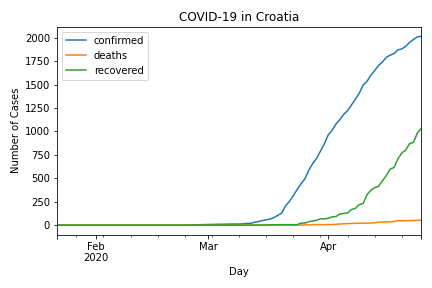 COVID-19 in Croatia
confirmed
deaths
recovered
Number of Cases
2000
1750
1500
1250
1000
750
500
250
0
Feb
2020
Mar
Apr
Day